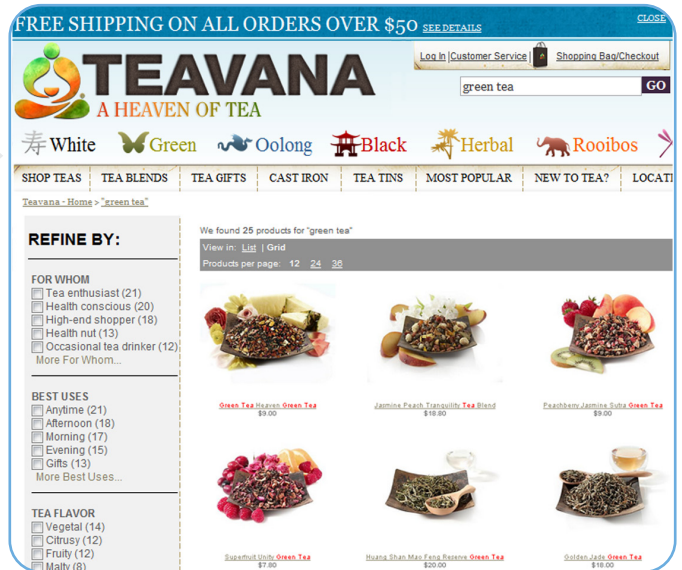 FREE SHIPPING ON ALL ORDERS OVER $50 SEE DETAILS
CLOSE
Log In | Customer Service | Shopping Bag/Checkout
TEAVANA
A HEAVEN OF TEA
green tea
GO
寿 White Green Oolong Black Herbal Rooibos
SHOP TEAS TEA BLENDS TEA GIFTS CAST IRON TEA TINS MOST POPULAR NEW TO TEA? LOCATI
Teavana - Home > "green tea"
REFINE BY:
FOR WHOM
Tea enthusiast (21)
Health conscious (20)
High-end shopper (18)
Health nut (13)
Occasional tea drinker (12)
More For Whom...
BEST USES
Anytime (21)
Afternoon (18)
Morning (17)
Evening (15)
Gifts (13)
More Best Uses...
TEA FLAVOR
Vegetal (14)
Citrusy (12)
Fruity (12)
Malty (8)
We found 25 products for "green tea"
View in: List | Grid
Products per page: 12 24 36
Green Tea Heaven Green Tea
$9.00
Jasmine Peach Tranquility Tea Blend
$18.80
Peachberry Jasmine Sutra Green Tea
$9.00
Superfruit Unity Green Tea
$7.80
Huang Shan Mao Feng Reserve Green Tea
$20.00
Golden Jade Green Tea
$18.00